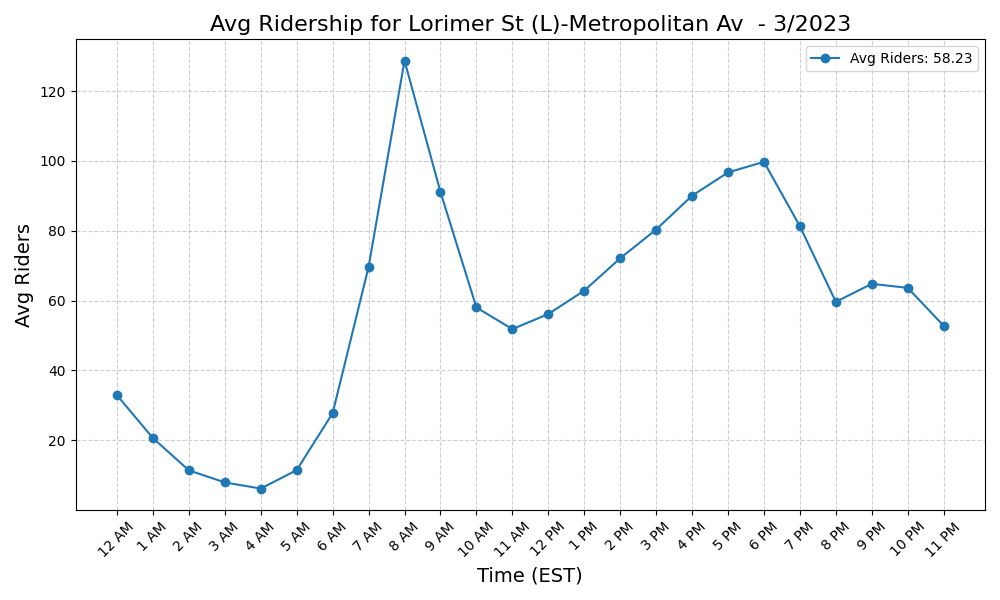 Avg Ridership for Lorimer St (L)-Metropolitan Av  - 3/2023
Avg Riders: 58.23
Avg Riders
120
100
80
60
40
20
12 AM
1 AM
2 AM
3 AM
4 AM
5 AM
6 AM
7 AM
8 AM
9 AM
10 AM
11 AM
12 PM
1 PM
2 PM
3 PM
4 PM
5 PM
6 PM
7 PM
8 PM
9 PM
10 PM
11 PM
Time (EST)